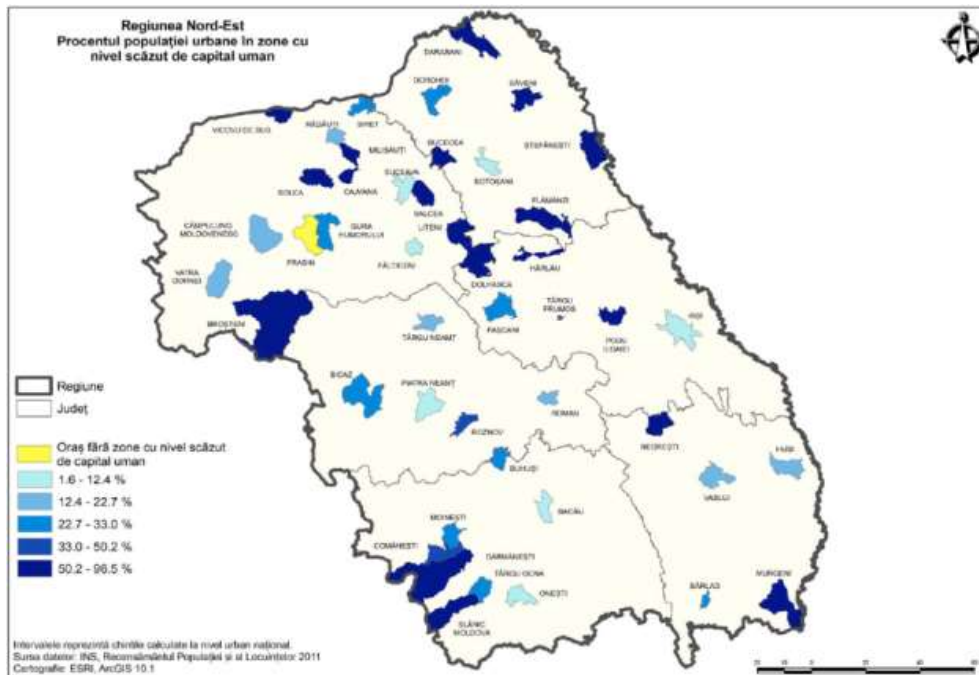 Regiunea Nord-Est
Procentul populației urbane în zone cu
nivel scăzut de capital uman
DARABANI
DOROHOI
SĂVENI
VICOVU DE SUS
RĂDĂUȚI
SIRET
MILIȘĂUȚI
BUCECEA
ȘTEFĂNEȘTI
SUCEAVA
BOTOȘANI
SOLCA
CAJVANA
SALCEA
FLĂMÂNZI
CÂMPULUNG
MOLDOVENESC
GURA
HUMORULUI
LITENI
FRASIN
FĂLTICENI
HÂRLĂU
VATRA
DORNEI
DOLHASCA
BROȘTENI
TÂRGU
FRUMOS
IAȘI
PAȘCANI
PODU
ILOAIEI
TÂRGU NEAMȚ
BICAZ
PIATRA NEAMȚ
ROMAN
ROZNOV
NEGREȘTI
HUȘI
BUHUȘI
VASLUI
BACĂU
MOINEȘTI
COMĂNEȘTI
DĂRMĂNEȘTI
TÂRGU OCNA
ONEȘTI
BÂRLAD
MURGENI
SLĂNIC
MOLDOVA
Regiune
Județ
Oraș fără zone cu nivel scăzut
de capital uman
1.6 - 12.4 %
12.4 - 22.7 %
22.7 - 33.0 %
33.0 - 50.2 %
50.2 - 96.5 %
Intervalele reprezintă chintile calculate la nivel urban național.
Sursa datelor: INS, Recensământul Populației și al Locuințelor 2011
Cartografie: ESRI, ArcGIS 10.1